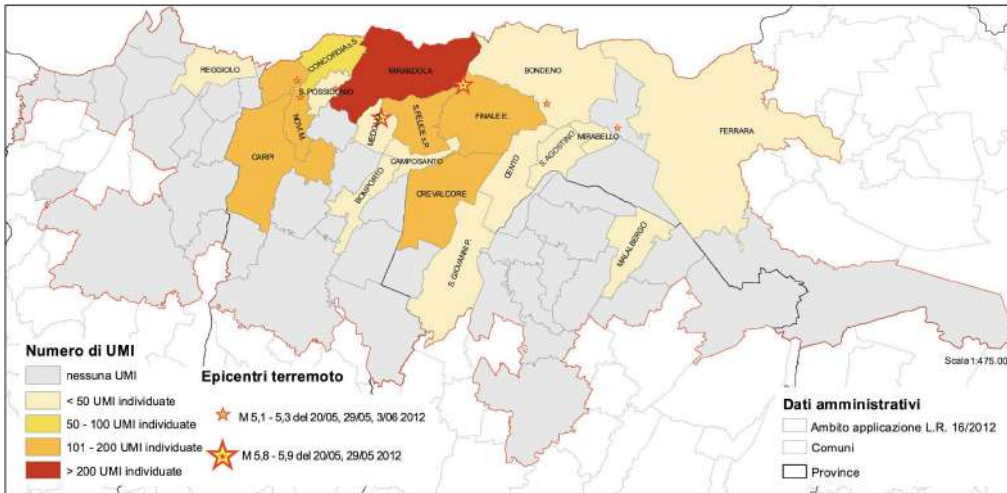 REGGIOLO
CONCORDIA s.S.
MIRANDOLA
BONDENO
S. POSSIDONIO
NOVI M.
MEDOLLA
S.FELICE s.P.
FINALE E.
FERRARA
MIRABELLO
S. AGOSTINO
CARPI
CAMPOSANTO
BOMPORTO
CENTO
CREVALCORE
MALALBERGO
S. GIOVANNI P.
Scala 1:475.00
Numero di UMI
nessuna UMI
< 50 UMI individuate
50 - 100 UMI individuate
101 - 200 UMI individuate
> 200 UMI individuate
Epicentri terremoto
M 5,1 - 5,3 del 20/05, 29/05, 3/06 2012
M 5,8 - 5,9 del 20/05, 29/05 2012
Dati amministrativi
Ambito applicazione L.R. 16/2012
Comuni
Province